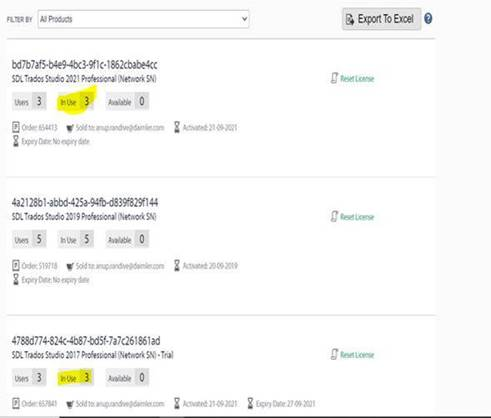 FILTER BY All Products Export To Excel ?
bd7b7af5-b4e9-4bc3-9f1c-1862cbabe4cc
SDL Trados Studio 2021 Professional (Network SN) Reset License
Users 3 In Use 3 Available 0
Order: 654413 Sold to: anup.randive@daimler.com Activated: 21-09-2021
Expiry Date: No expiry date
4a2128b1-abbd-425a-94fb-d839f829f144
SDL Trados Studio 2019 Professional (Network SN) Reset License
Users 5 In Use 5 Available 0
Order: 519718 Sold to: anup.randive@daimler.com Activated: 20-09-2019
Expiry Date: No expiry date
4788d774-824c-4b87-bd5f-7a7c261861ad
SDL Trados Studio 2017 Professional (Network SN) - Trial Reset License
Users 3 In Use 3 Available 0
Order: 657841 Sold to: anup.randive@daimler.com Activated: 21-09-2021 Expiry Date: 27-09-2021